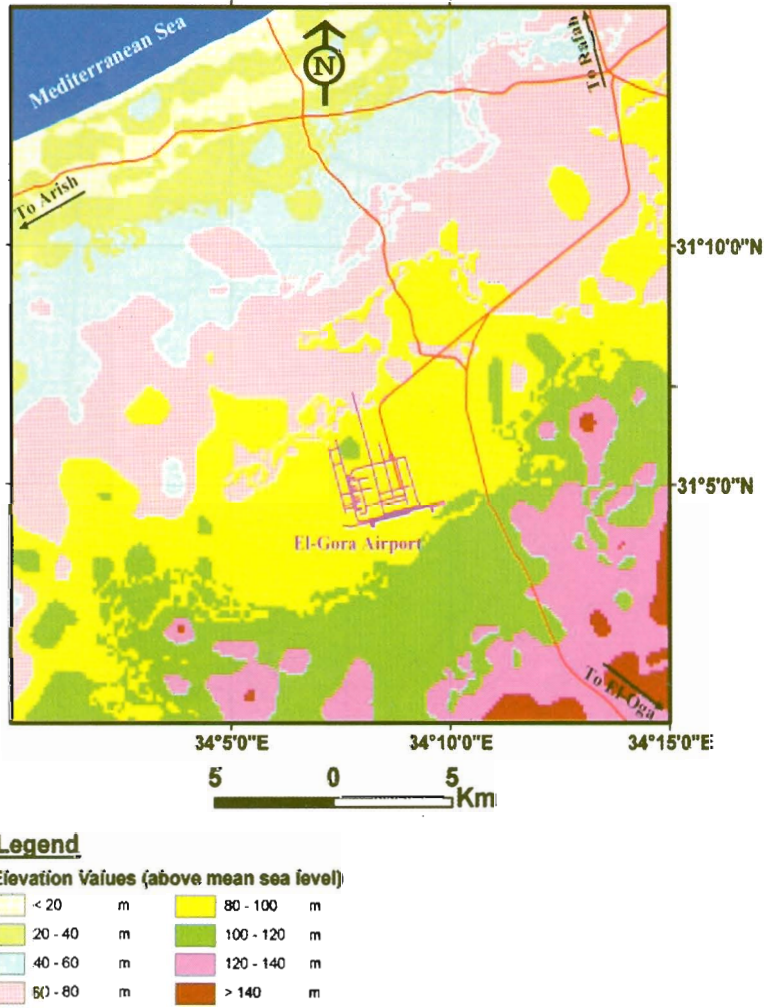 Mediterranean Sea
N
To Rafah
To Arish
31°10'0"N
31°5'0"N
El-Gora Airport
To El-Oga
34°5'0"E
34°10'0"E
34°15'0"E
5 0 5 Km
Legend
Elevation Values (above mean sea level)
< 20 m 80 - 100 m
20 - 40 m 100 - 120 m
40 - 60 m 120 - 140 m
60 - 80 m > 140 m